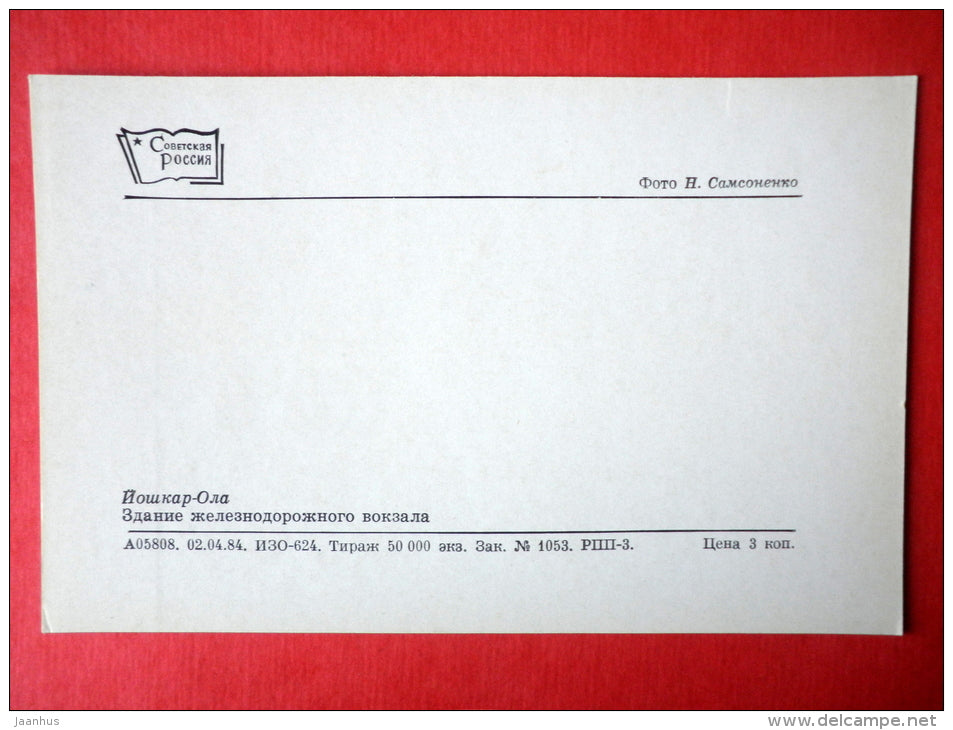 Советская
Россия
Фото Н. Самсоненко
Йошкар-Ола
Здание железнодорожного вокзала
А05808. 02.04.84. ИЗО-624. Тираж 50 000 экз. Зак. № 1053. РПП-3. Цена 3 коп.
jaanhus
www.delcampe.net